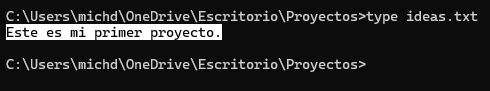 C:\Users\michd\OneDrive\Escritorio\Proyectos>type ideas.txt
Este es mi primer proyecto.
C:\Users\michd\OneDrive\Escritorio\Proyectos>